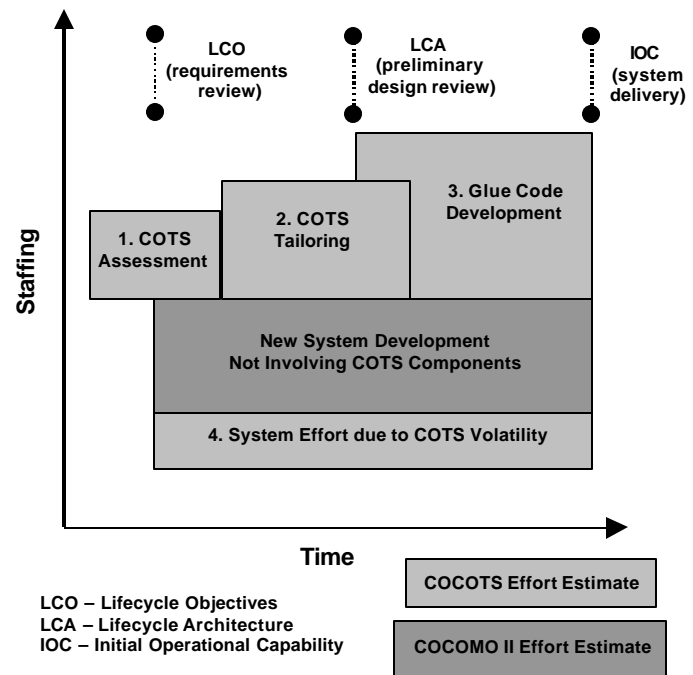 LCO
(requirements
review)
LCA
(preliminary
design review)
IOC
(system
delivery)
Staffing
1. COTS
Assessment
2. COTS
Tailoring
3. Glue Code
Development
New System Development
Not Involving COTS Components
4. System Effort due to COTS Volatility
Time
LCO – Lifecycle Objectives
LCA – Lifecycle Architecture
IOC – Initial Operational Capability
COCOTS Effort Estimate
COCOMO II Effort Estimate